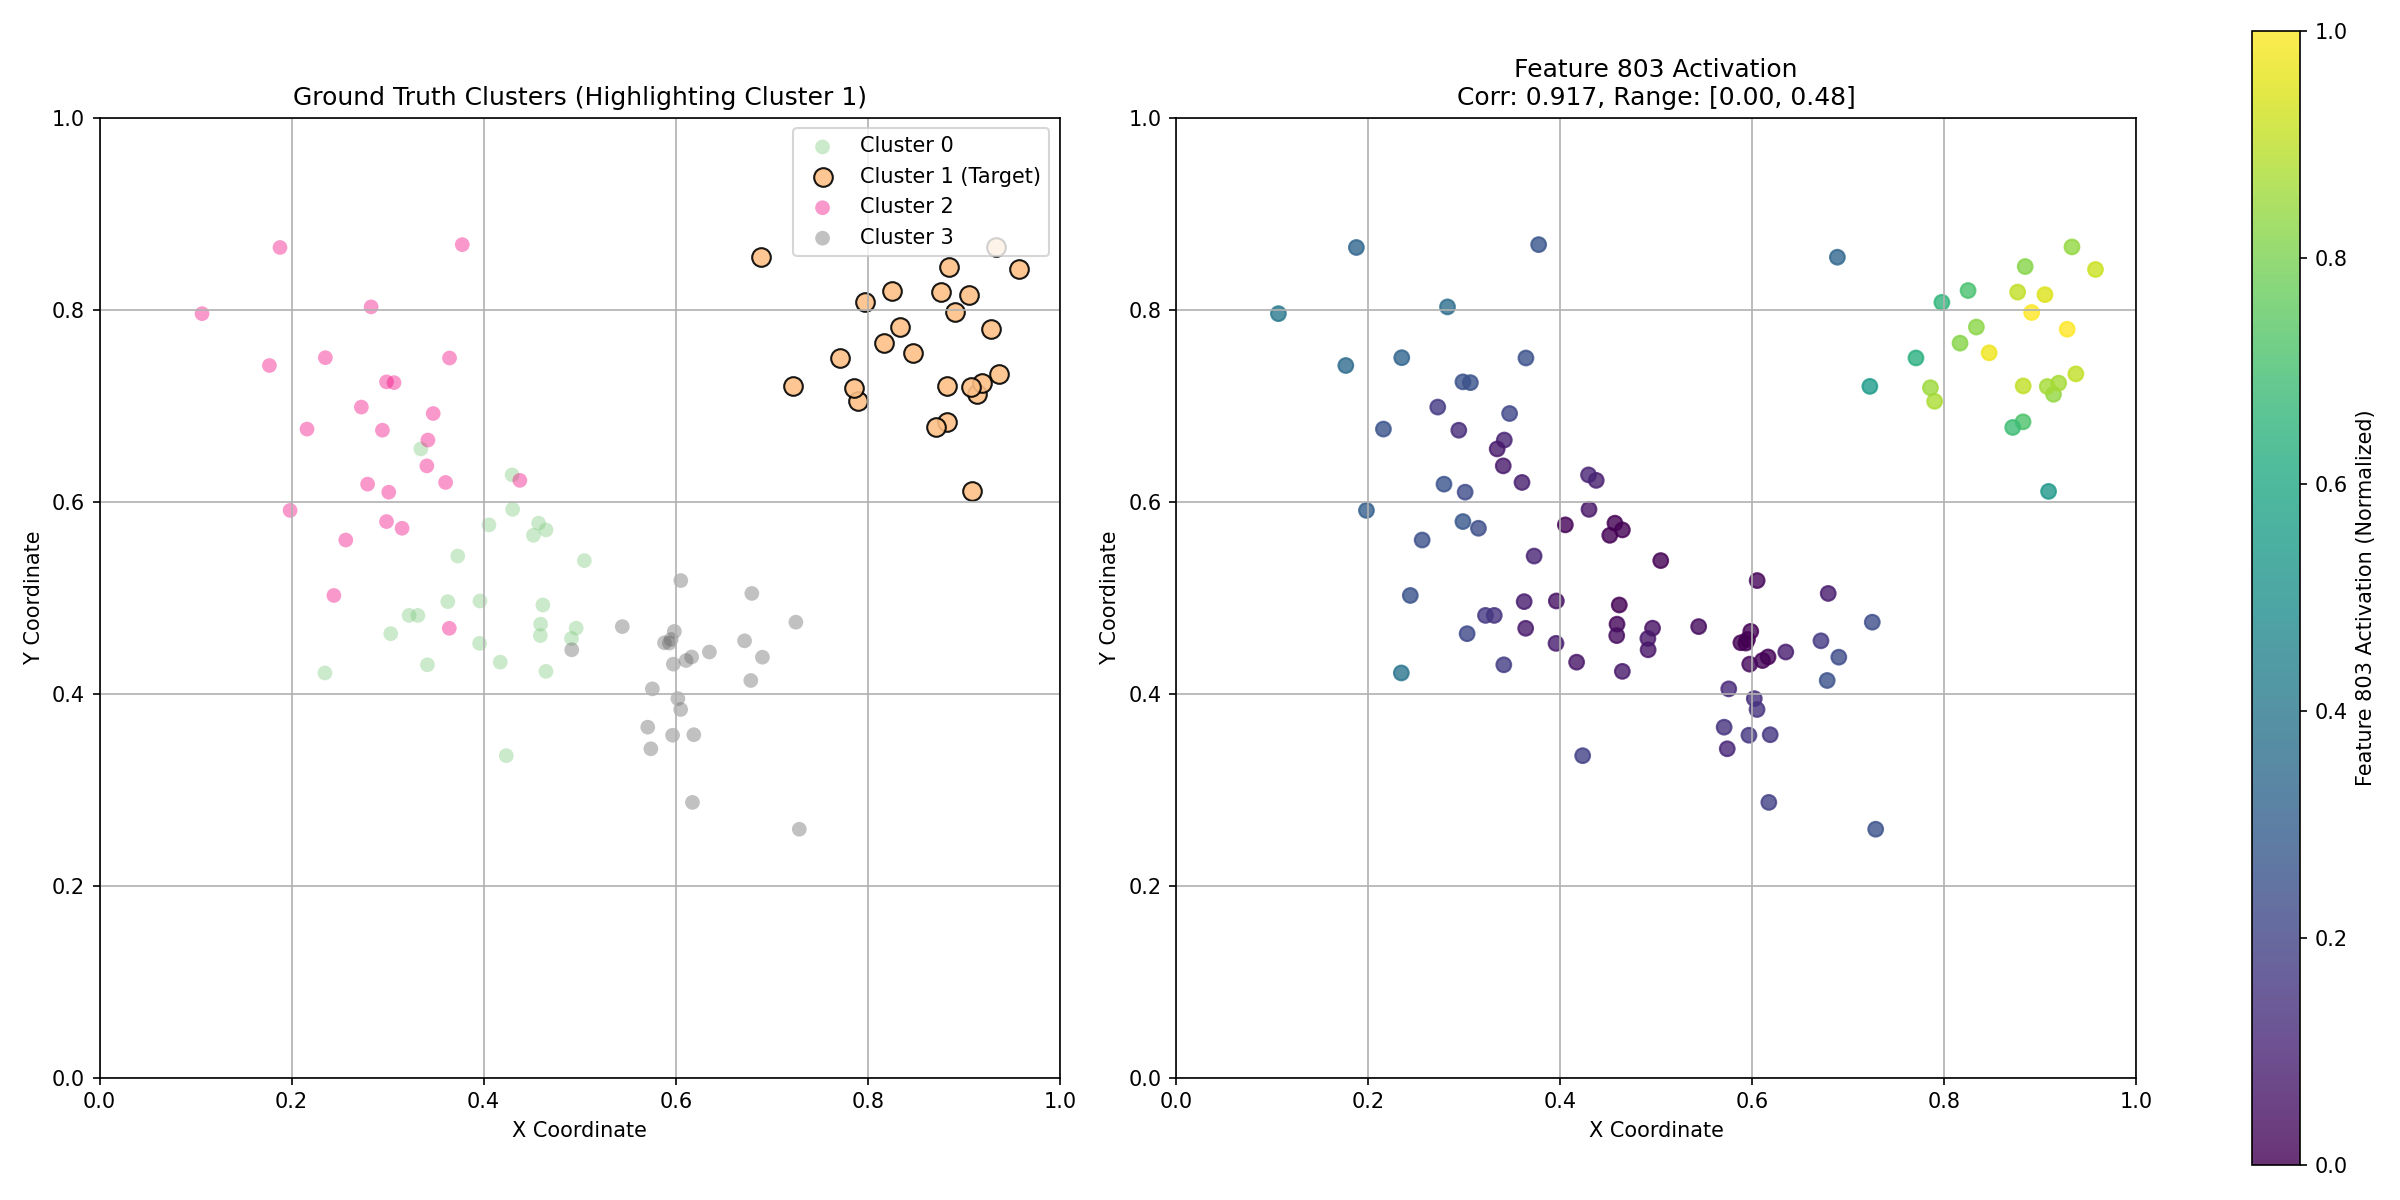 Ground Truth Clusters (Highlighting Cluster 1)
1.0
0.8
0.6
0.4
0.2
0.0
Y Coordinate
0.0 0.2 0.4 0.6 0.8 1.0
X Coordinate
Cluster 0
Cluster 1 (Target)
Cluster 2
Cluster 3
Feature 803 Activation
Corr: 0.917, Range: [0.00, 0.48]
1.0
0.8
0.6
0.4
0.2
0.0
Y Coordinate
0.0 0.2 0.4 0.6 0.8 1.0
X Coordinate
1.0
0.8
0.6
0.4
0.2
0.0
Feature 803 Activation (Normalized)